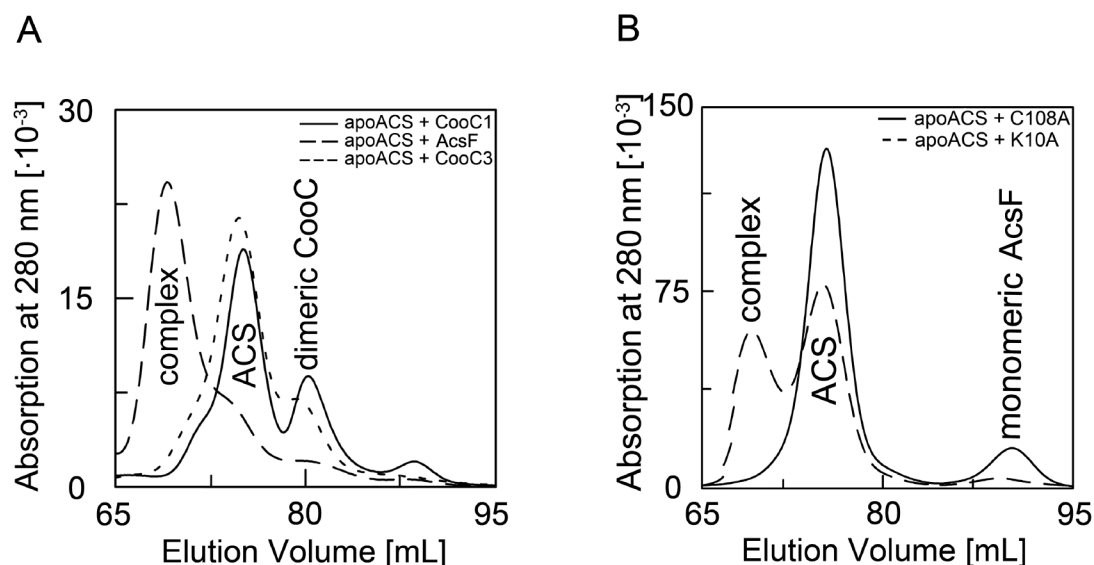 A
Absorption at 280 nm [·10⁻³]
30
15
0
apoACS + CooC1
apoACS + AcsF
apoACS + CooC3
complex
ACS
dimeric CooC
65
80
95
Elution Volume [mL]
B
Absorption at 280 nm [·10⁻³]
150
75
0
apoACS + C108A
apoACS + K10A
complex
ACS
monomeric AcsF
65
80
95
Elution Volume [mL]